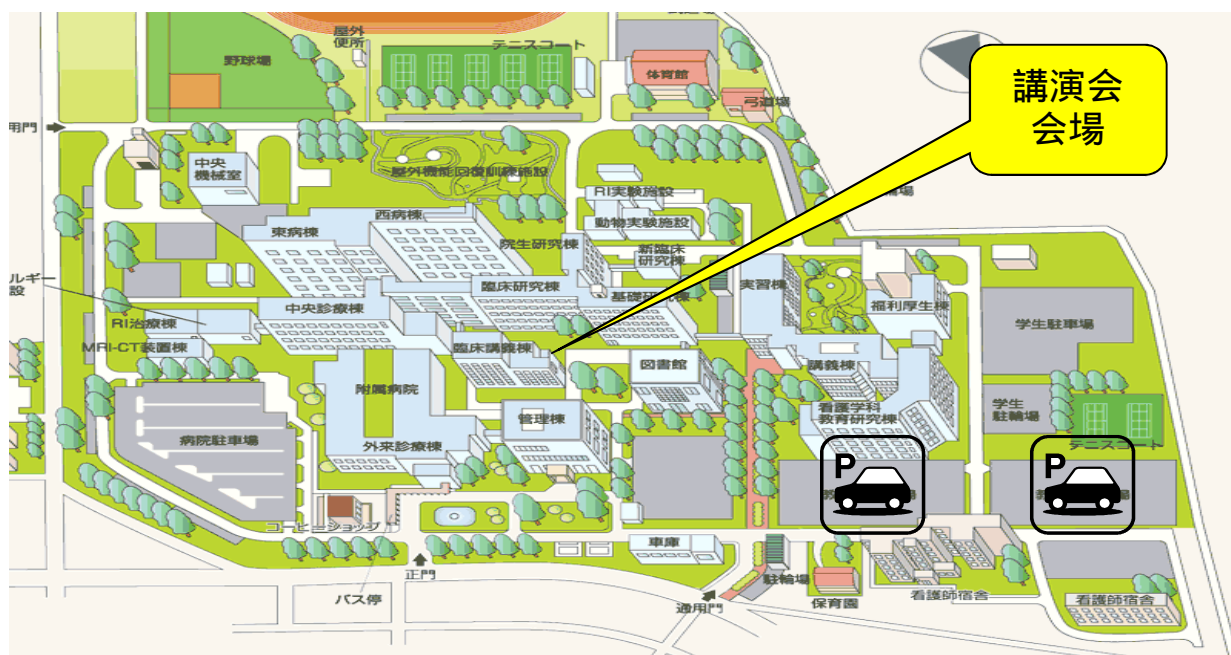 屋外
便所
テニスコート
野球場
体育館
弓道場
講演会
会場
用門
中央
機械室
屋外機能回復訓練施設
RI実験施設
西病棟
動物実験施設
東病棟
院生研究棟
新臨床
研究棟
臨床研究棟
実習棟
ルギー
設
基礎研究棟
福利厚生棟
中央診療棟
RI治療棟
学生駐車場
MRI-CT装置棟
臨床講義棟
図書館
講義棟
附属病院
管理棟
看護学科
教育研究棟
学生
駐輪場
病院駐車場
外来診療棟
テニスコート
P
P
コーヒーショップ
車庫
正門
駐輪場
バス停
通用門
保育園
看護師宿舎
看護師宿舎